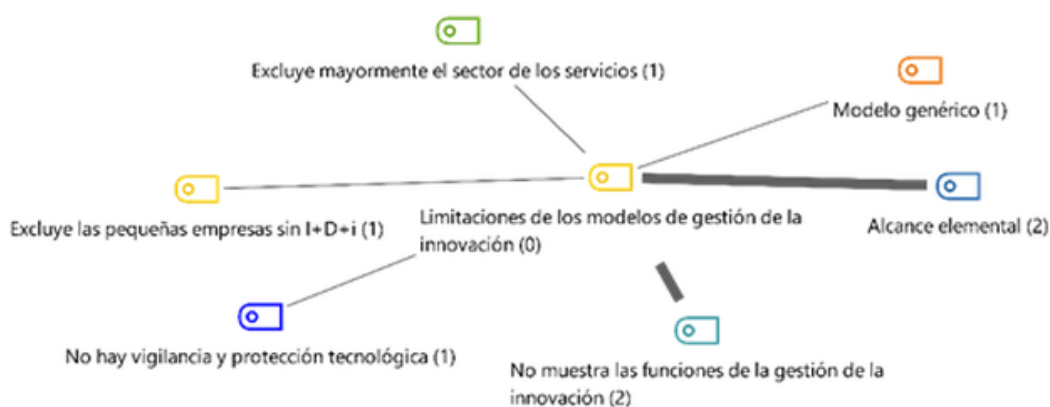 Excluye mayormente el sector de los servicios (1)
Modelo genérico (1)
Excluye las pequeñas empresas sin I+D+i (1)
Limitaciones de los modelos de gestión de la
innovación (0)
Alcance elemental (2)
No hay vigilancia y protección tecnológica (1)
No muestra las funciones de la gestión de la
innovación (2)